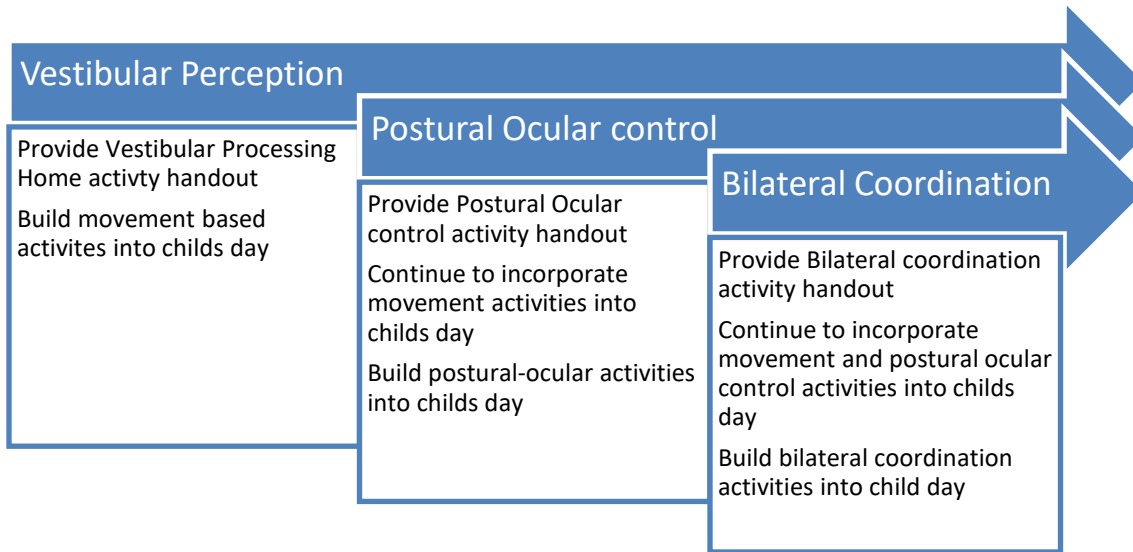 Vestibular Perception
Provide Vestibular Processing
Home activty handout
Build movement based
activites into childs day
Postural Ocular control
Provide Postural Ocular
control activity handout
Continue to incorporate
movement activities into
childs day
Build postural-ocular activities
into childs day
Bilateral Coordination
Provide Bilateral coordination
activity handout
Continue to incorporate
movement and postural ocular
control activities into childs
day
Build bilateral coordination
activities into child day